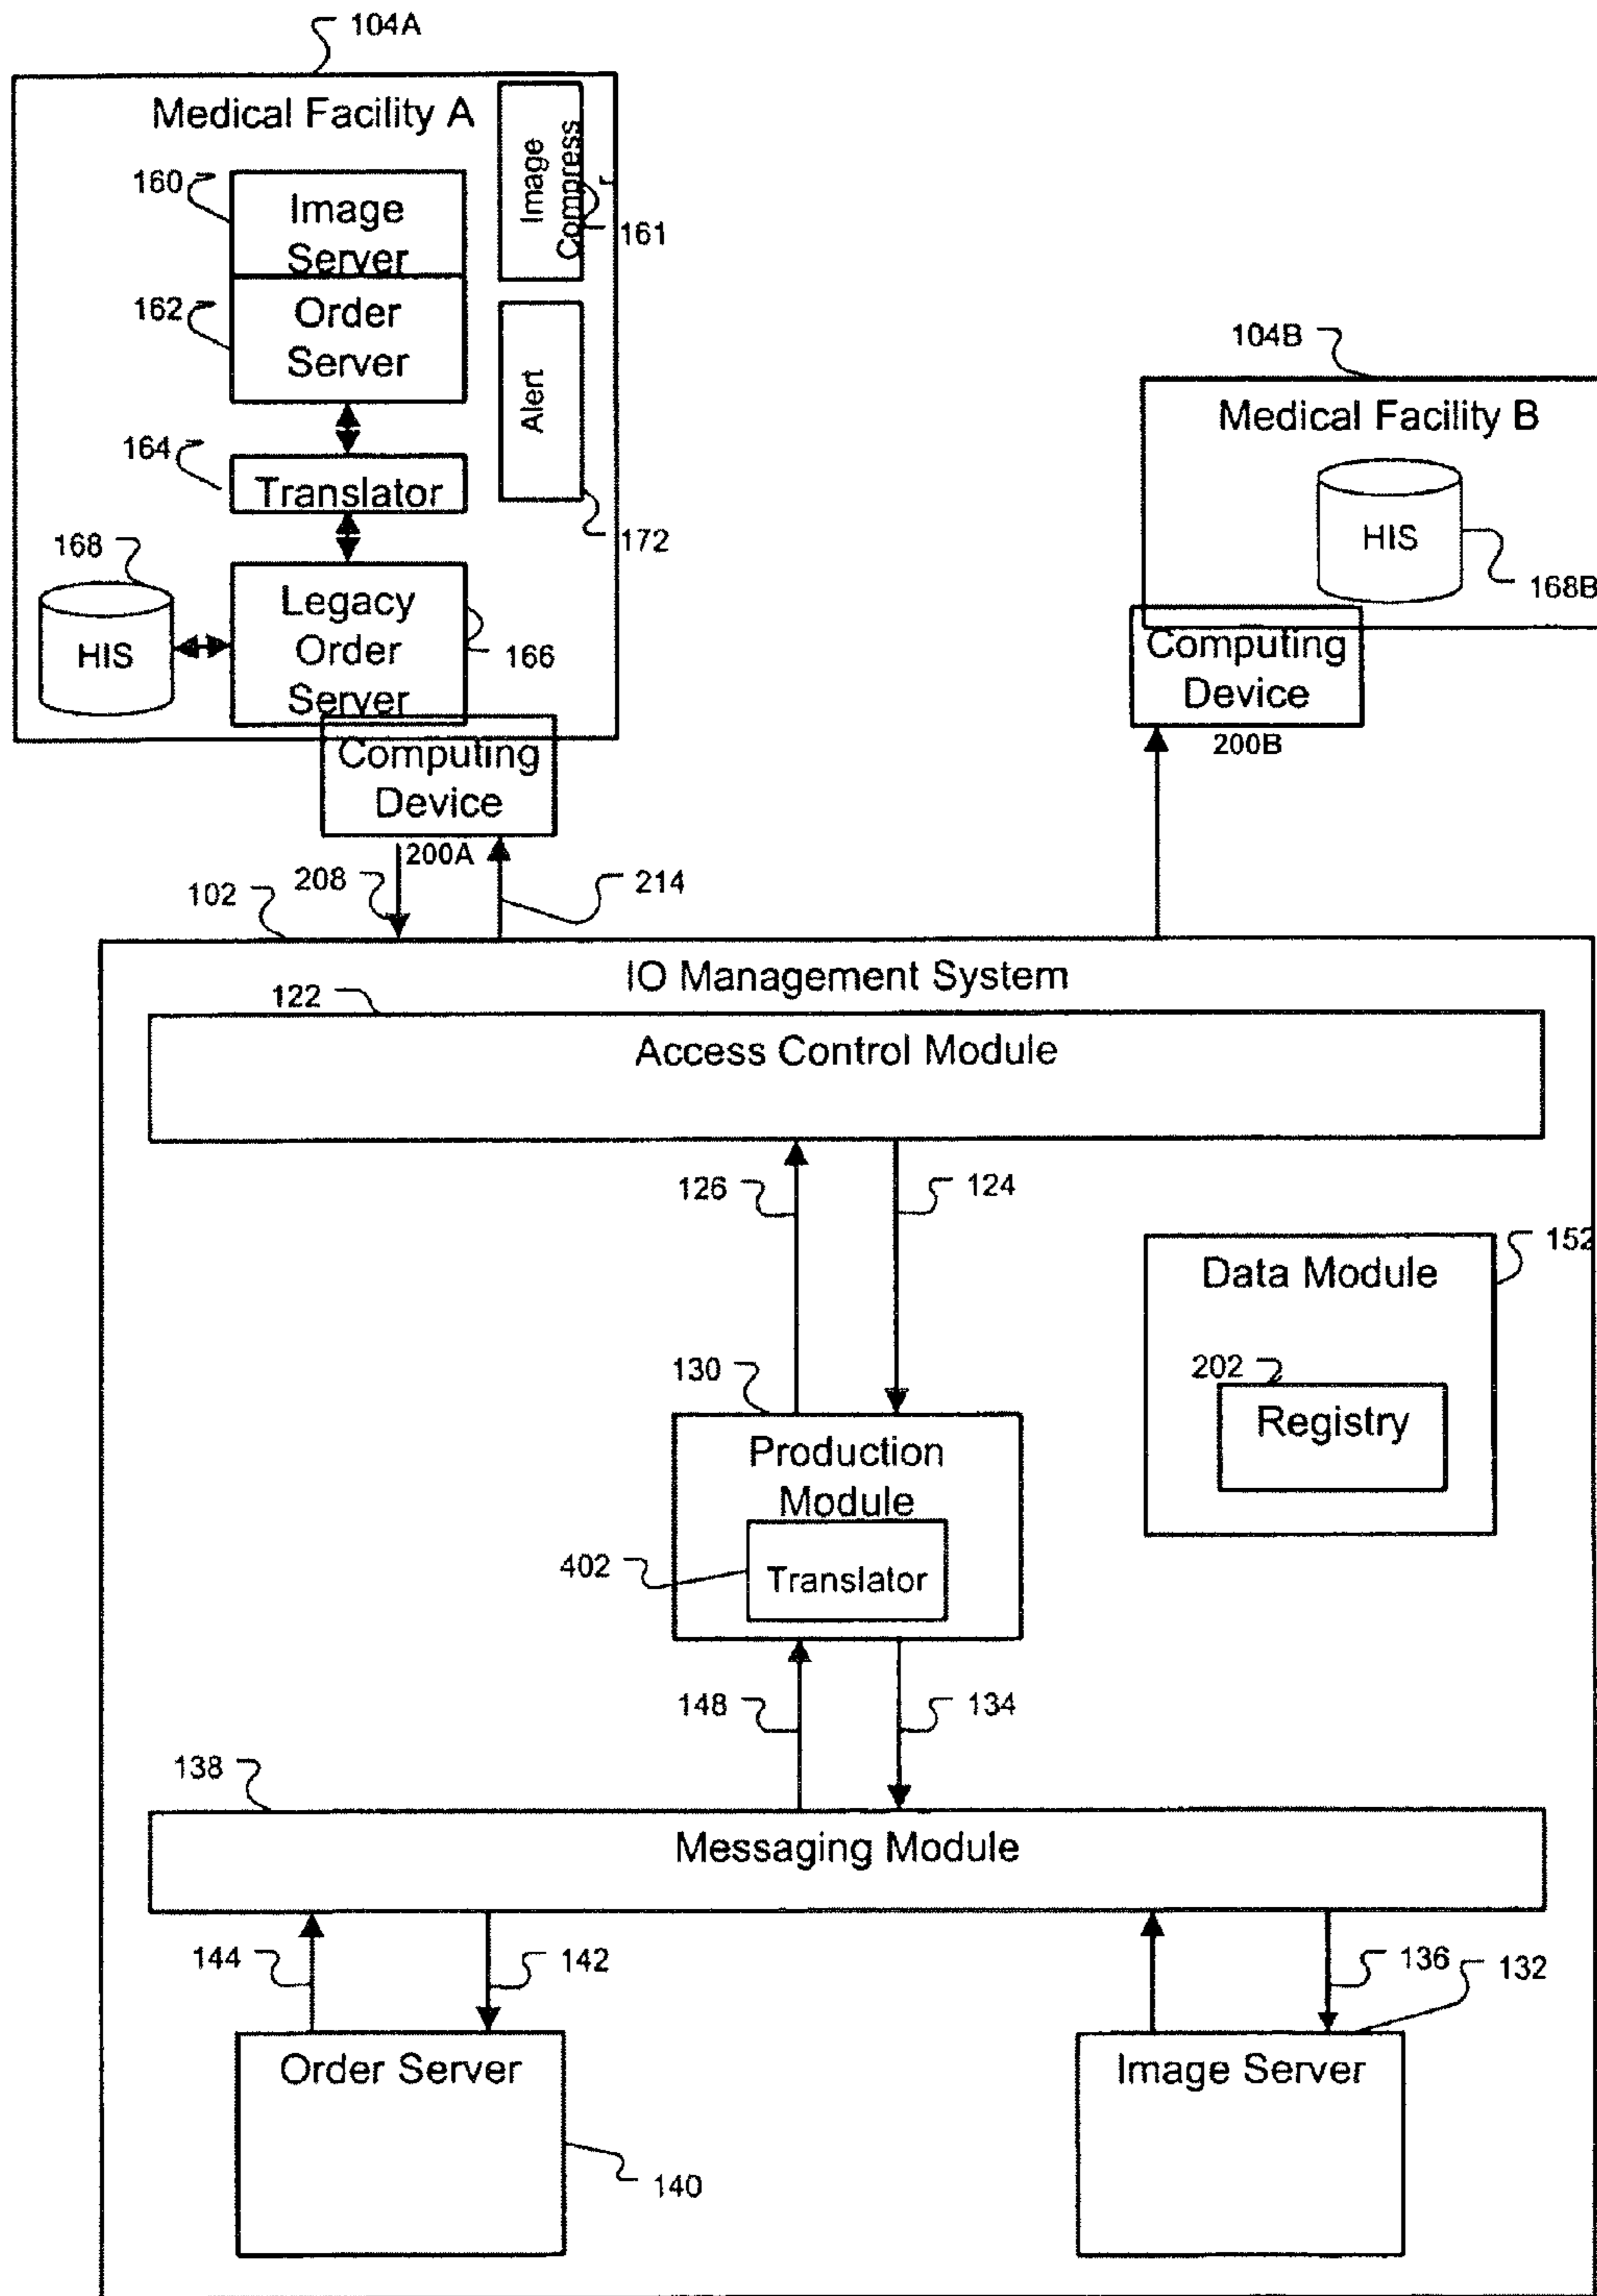 104A
Medical Facility A
Image
Compress
160
Image
Server
161
162
Order
Server
Alert
104B
Medical Facility B
164
Translator
172
HIS
168B
168
HIS
Legacy
Order
Server
166
Computing
Device
200B
Computing
Device
200A
208
214
102
IO Management System
122
Access Control Module
126
124
152
Data Module
130
202
Registry
Production
Module
402
Translator
148
134
138
Messaging Module
144
142
136
132
Order Server
Image Server
140